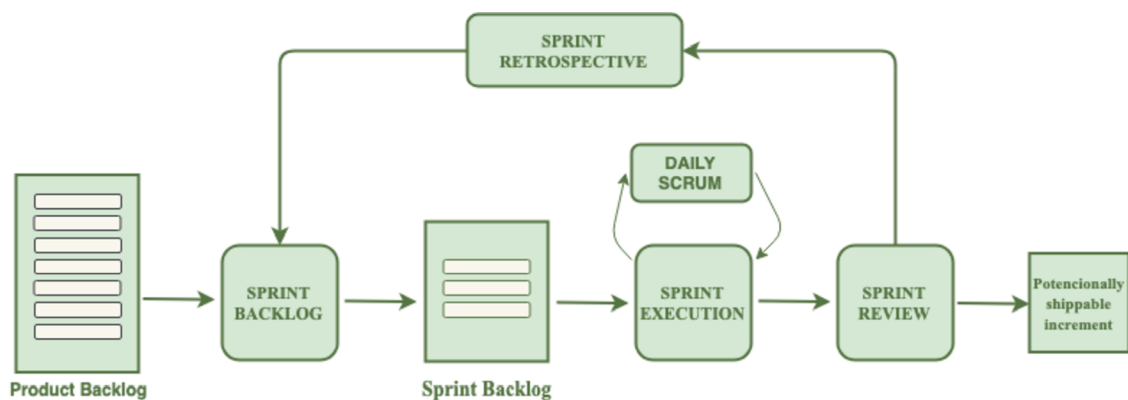 SPRINT
RETROSPECTIVE
DAILY
SCRUM
Product Backlog
SPRINT
BACKLOG
Sprint Backlog
SPRINT
EXECUTION
SPRINT
REVIEW
Potencionally
shippable
increment